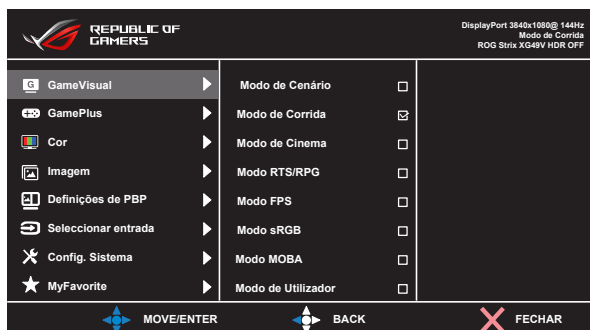 REPUBLIC OF
GAMERS
DisplayPort 3840x1080@ 144Hz
Modo de Corrida
ROG Strix XG49V HDR OFF
G GameVisual
GamePlus
Cor
Imagem
Definições de PBP
Seleccionar entrada
Config. Sistema
MyFavorite
Modo de Cenário
Modo de Corrida
Modo de Cinema
Modo RTS/RPG
Modo FPS
Modo sRGB
Modo MOBA
Modo de Utilizador
MOVE/ENTER
BACK
FECHAR